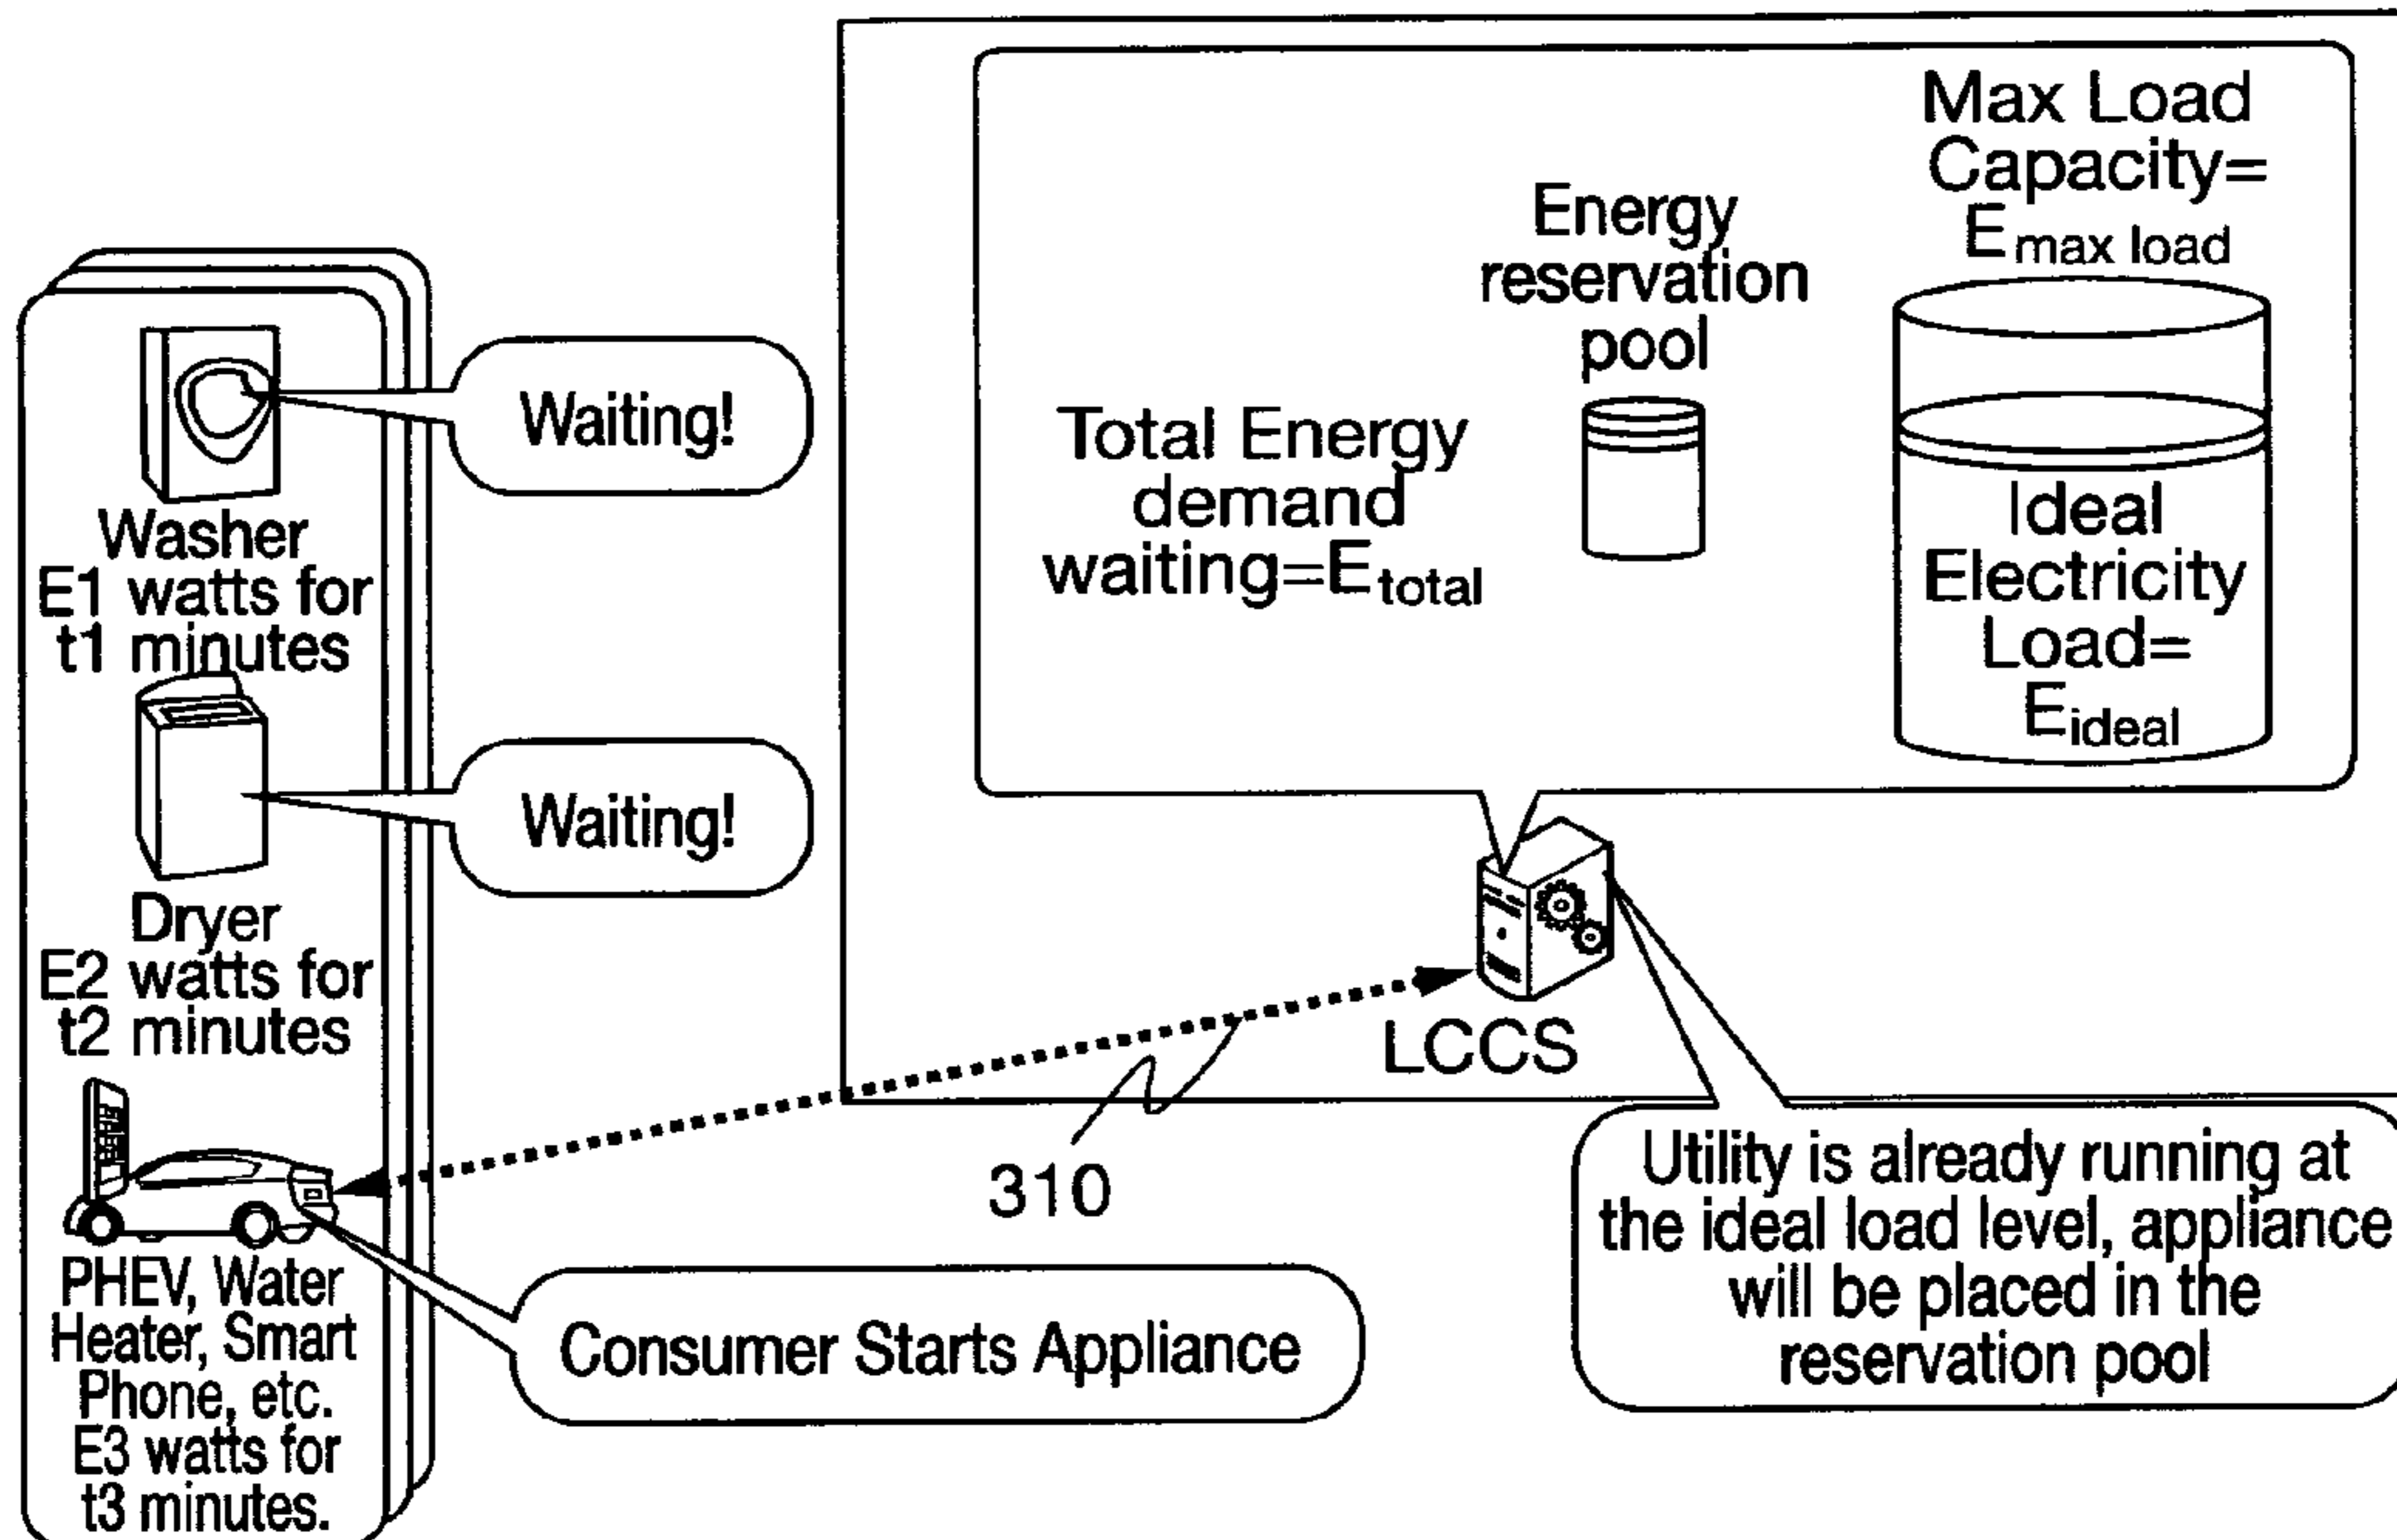 Waiting!
Washer
E1 watts for
t1 minutes
Waiting!
Dryer
E2 watts for
t2 minutes
PHEV, Water
Heater, Smart
Phone, etc.
E3 watts for
t3 minutes.
Consumer Starts Appliance
310
Total Energy
demand
waiting=Etotal
Energy
reservation
pool
Max Load
Capacity=
Emax load
Ideal
Electricity
Load=
Eideal
LCCS
Utility is already running at
the ideal load level, appliance
will be placed in the
reservation pool